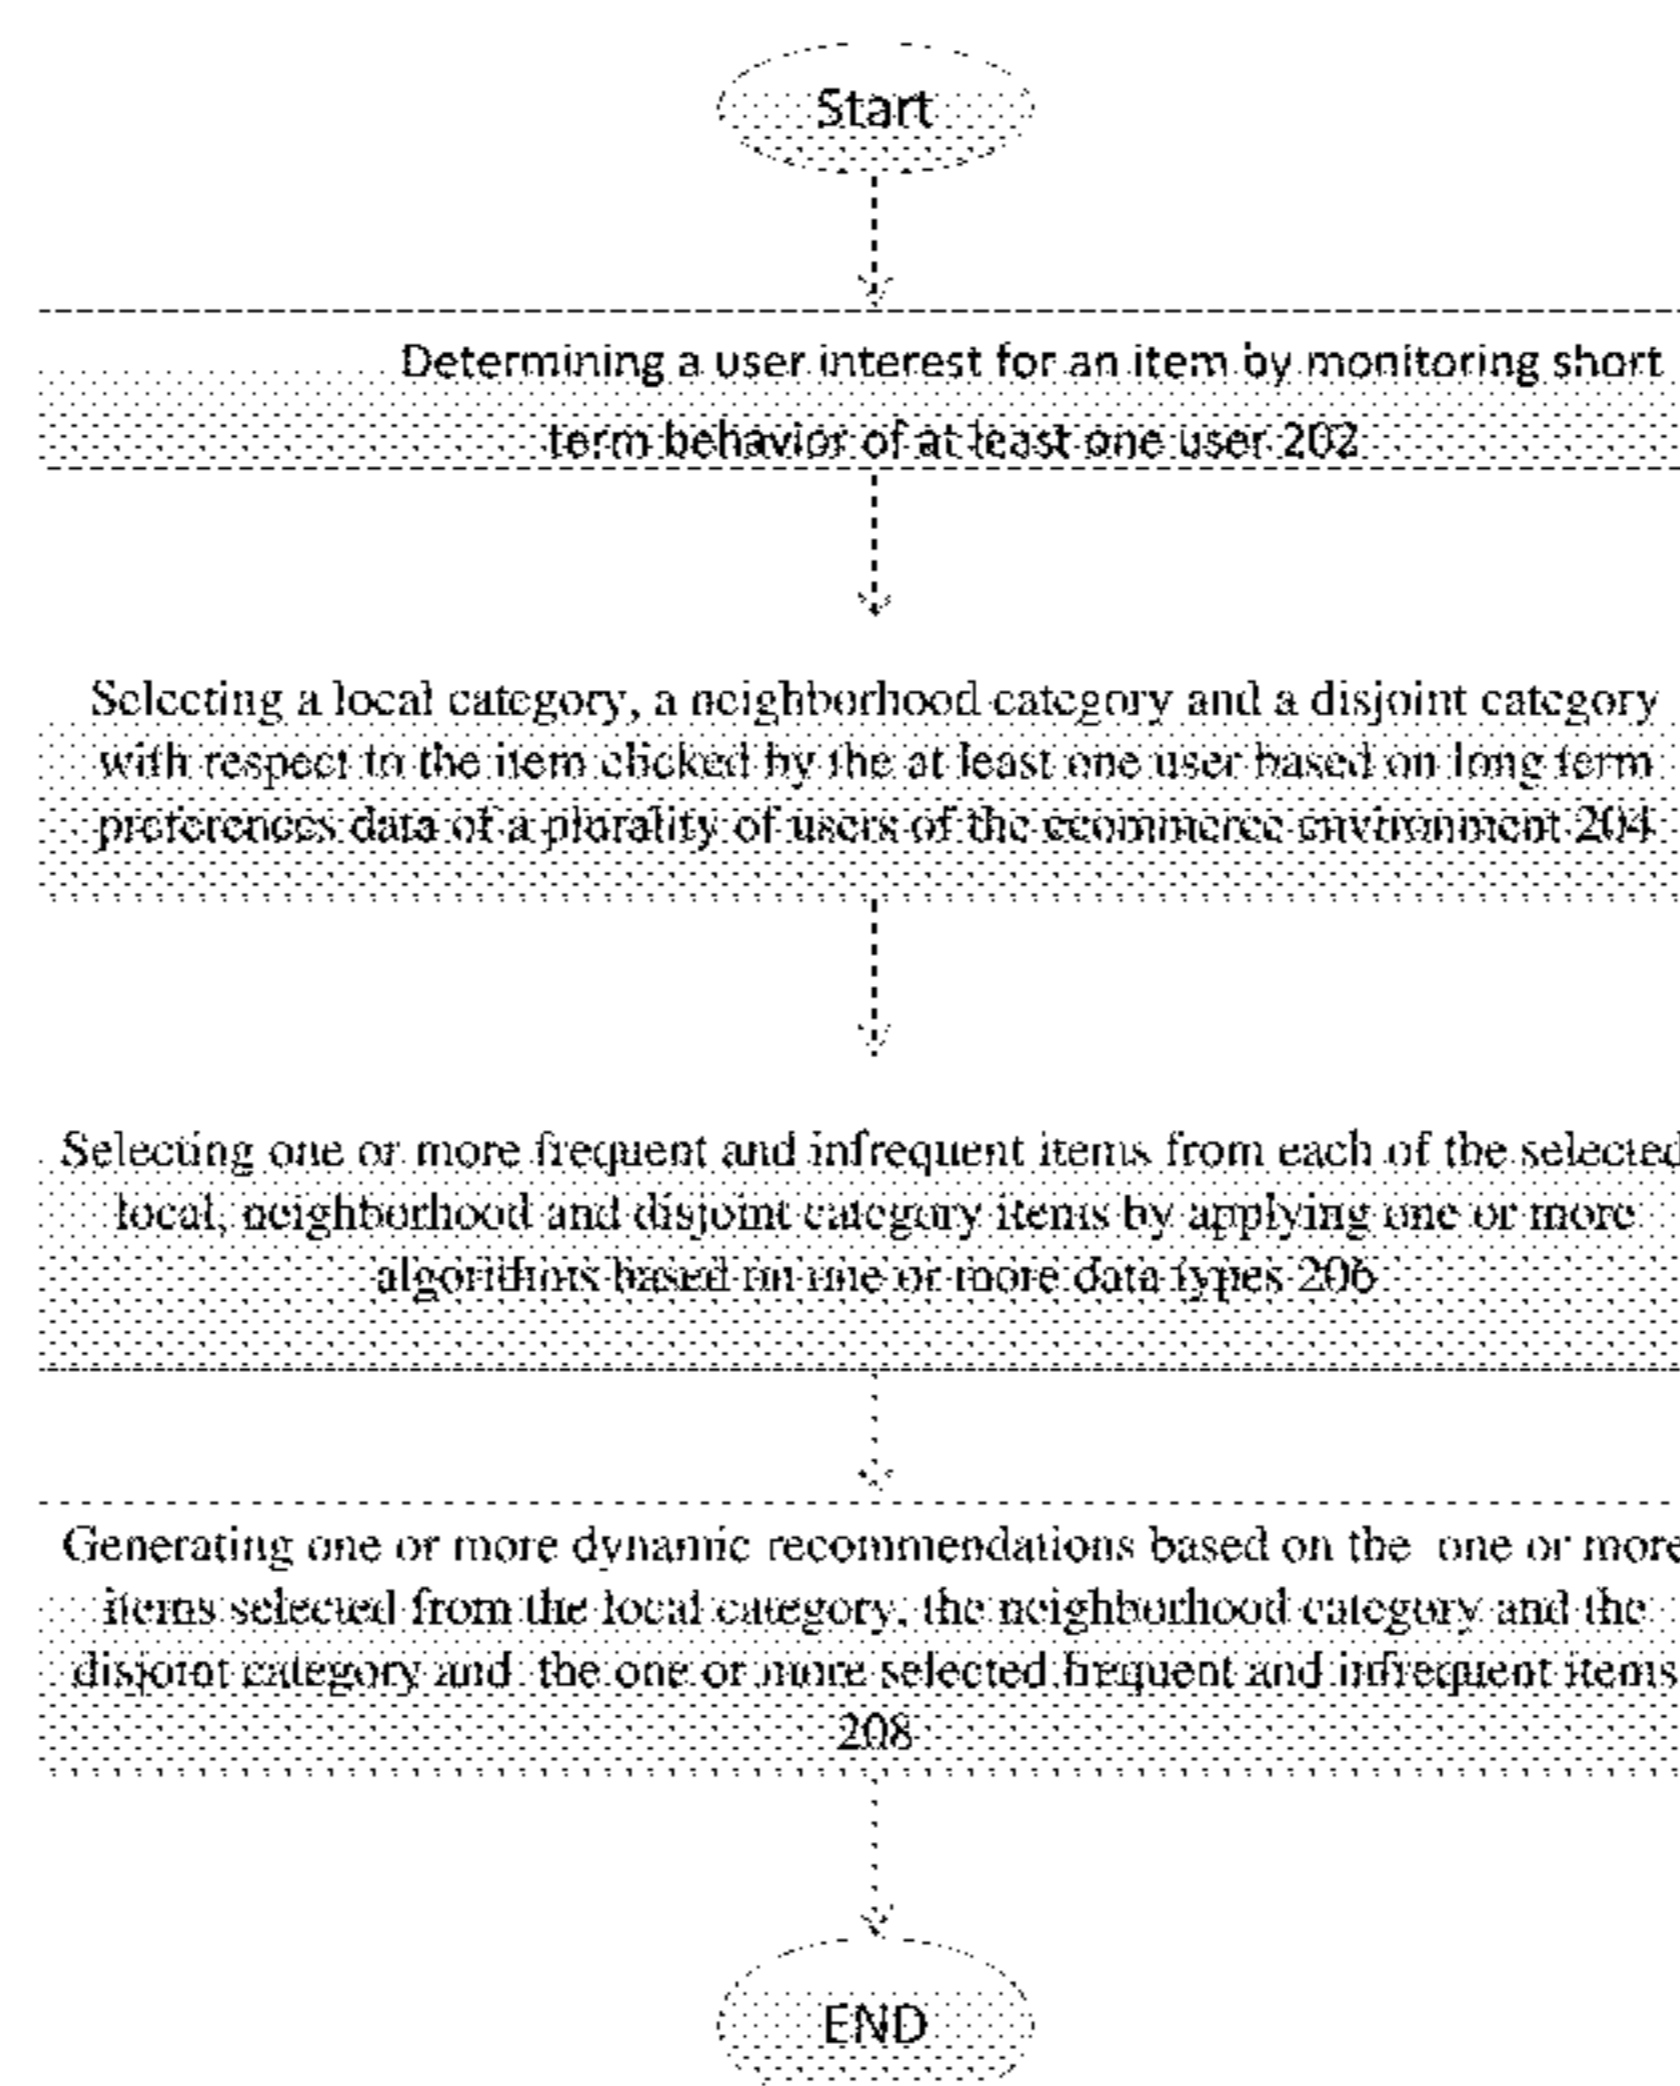 Start
Determining a user interest for an item by monitoring short
term behavior of at least one user 202
Selecting a local category, a neighborhood category and a disjoint category
with respect to the item clicked by the at least one user based on long term
preferences data of a plurality of users of the ecommerce environment 204
Selecting one or more frequent and infrequent items from each of the selected
local, neighborhood and disjoint category items by applying one or more
algorithms based on one or more data types 206
Generating one or more dynamic recommendations based on the one or more
items selected from the local category, the neighborhood category and the
disjoint category and the one or more selected frequent and infrequent items
208
END